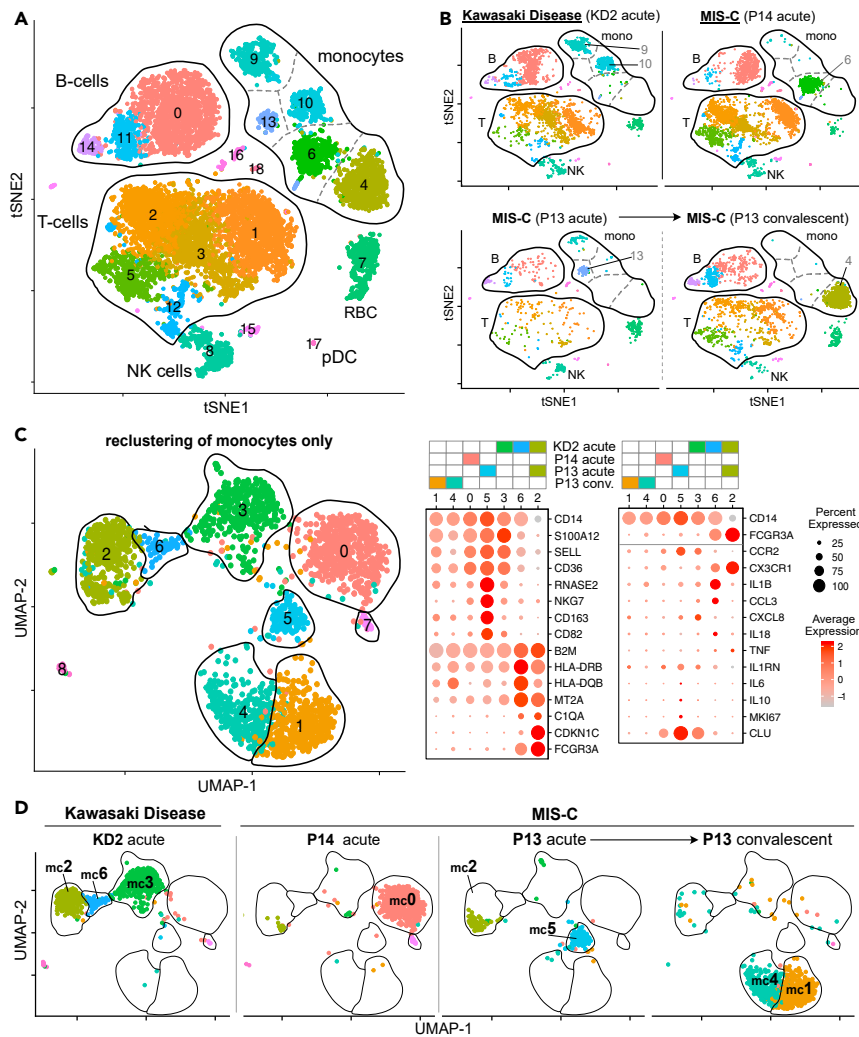 A
tSNE2
tSNE1
B-cells
monocytes
T-cells
NK cells
RBC
pDC
9
0
10
13
11
14
16
18
6
4
2
1
3
5
7
12
15
8
17
B
Kawasaki Disease (KD2 acute)
MIS-C (P14 acute)
tSNE2
B
mono
9
10
T
NK
B
mono
6
T
NK
MIS-C (P13 acute)
MIS-C (P13 convalescent)
tSNE2
B
mono
13
T
NK
B
mono
4
T
NK
tSNE1
tSNE1
C
reclustering of monocytes only
UMAP-2
UMAP-1
3
2
6
0
5
7
8
4
1
KD2 acute
P14 acute
P13 acute
P13 conv.
1 4 0 5 3 6 2
1 4 0 5 3 6 2
CD14
S100A12
SELL
CD36
RNASE2
NKG7
CD163
CD82
B2M
HLA-DRB
HLA-DQB
MT2A
C1QA
CDKN1C
FCGR3A
CD14
FCGR3A
CCR2
CX3CR1
IL1B
CCL3
CXCL8
IL18
TNF
IL1RN
IL6
IL10
MKI67
CLU
Percent
Expressed
25
50
75
100
Average
Expression
2
1
0
-1
D
Kawasaki Disease
MIS-C
KD2 acute
P14 acute
P13 acute
P13 convalescent
UMAP-2
mc2
mc6
mc3
mc0
mc2
mc5
mc4
mc1
UMAP-1